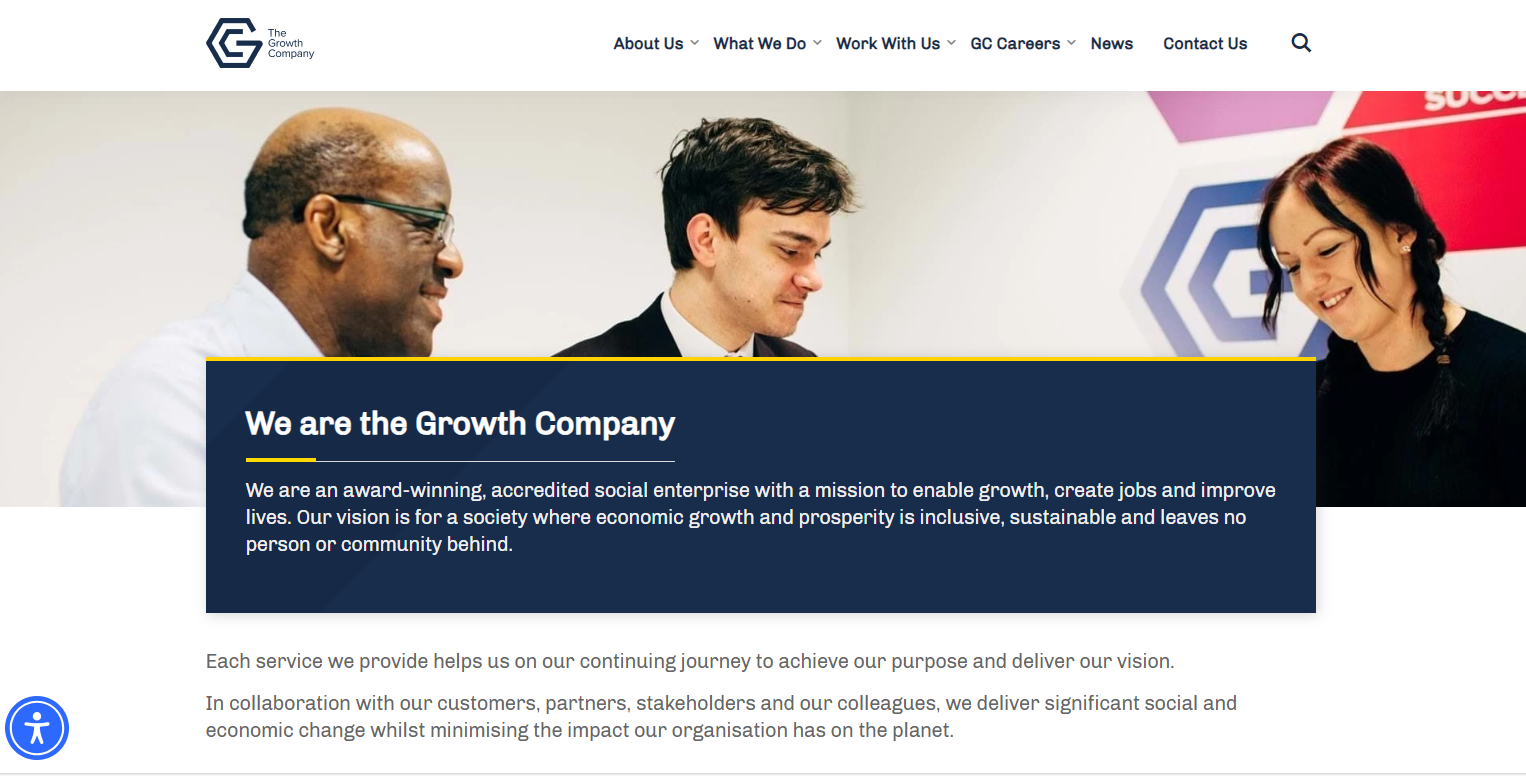 The
Growth
Company
About Us What We Do Work With Us GC Careers News Contact Us
We are the Growth Company
We are an award-winning, accredited social enterprise with a mission to enable growth, create jobs and improve
lives. Our vision is for a society where economic growth and prosperity is inclusive, sustainable and leaves no
person or community behind.
Each service we provide helps us on our continuing journey to achieve our purpose and deliver our vision.
In collaboration with our customers, partners, stakeholders and our colleagues, we deliver significant social and
economic change whilst minimising the impact our organisation has on the planet.